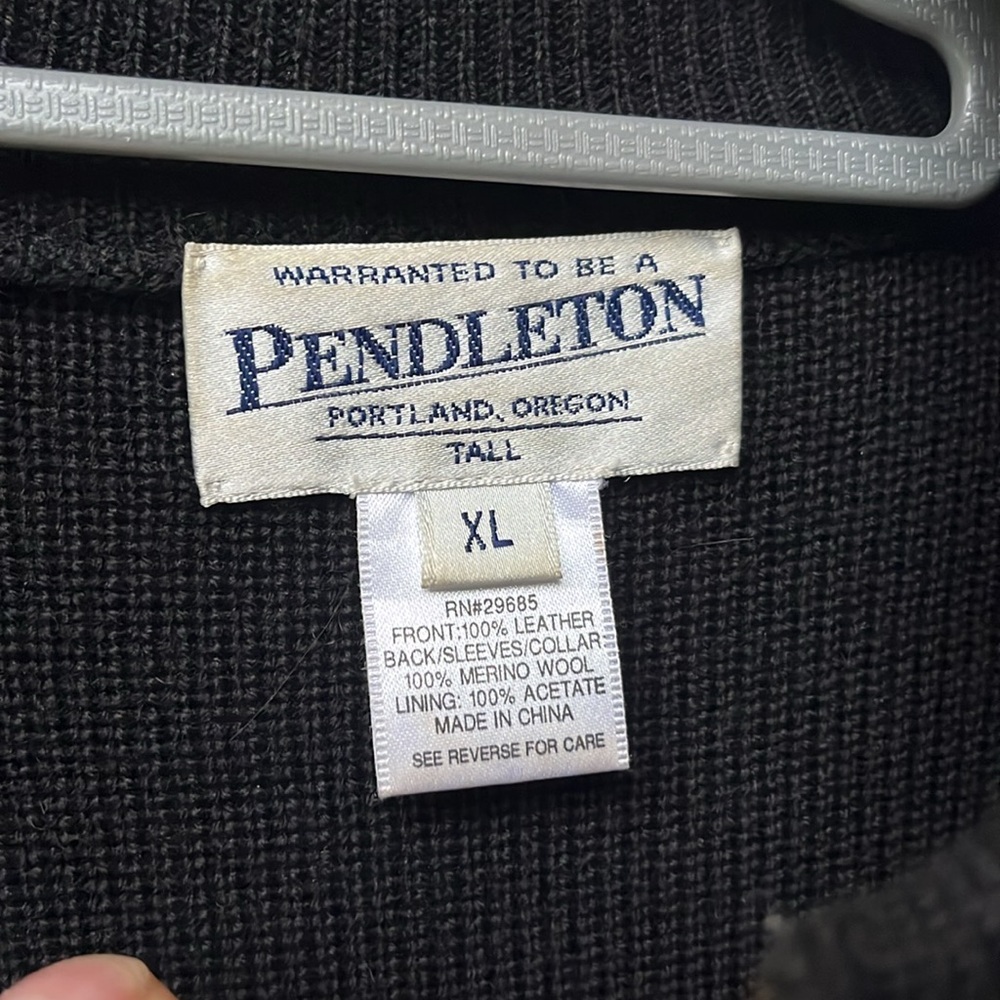 WARRANTED TO BE A
PENDLETON
PORTLAND, OREGON
TALL
XL
RN#29685
FRONT:100% LEATHER
BACK/SLEEVES/COLLAR:
100% MERINO WOOL
LINING: 100% ACETATE
MADE IN CHINA
SEE REVERSE FOR CARE